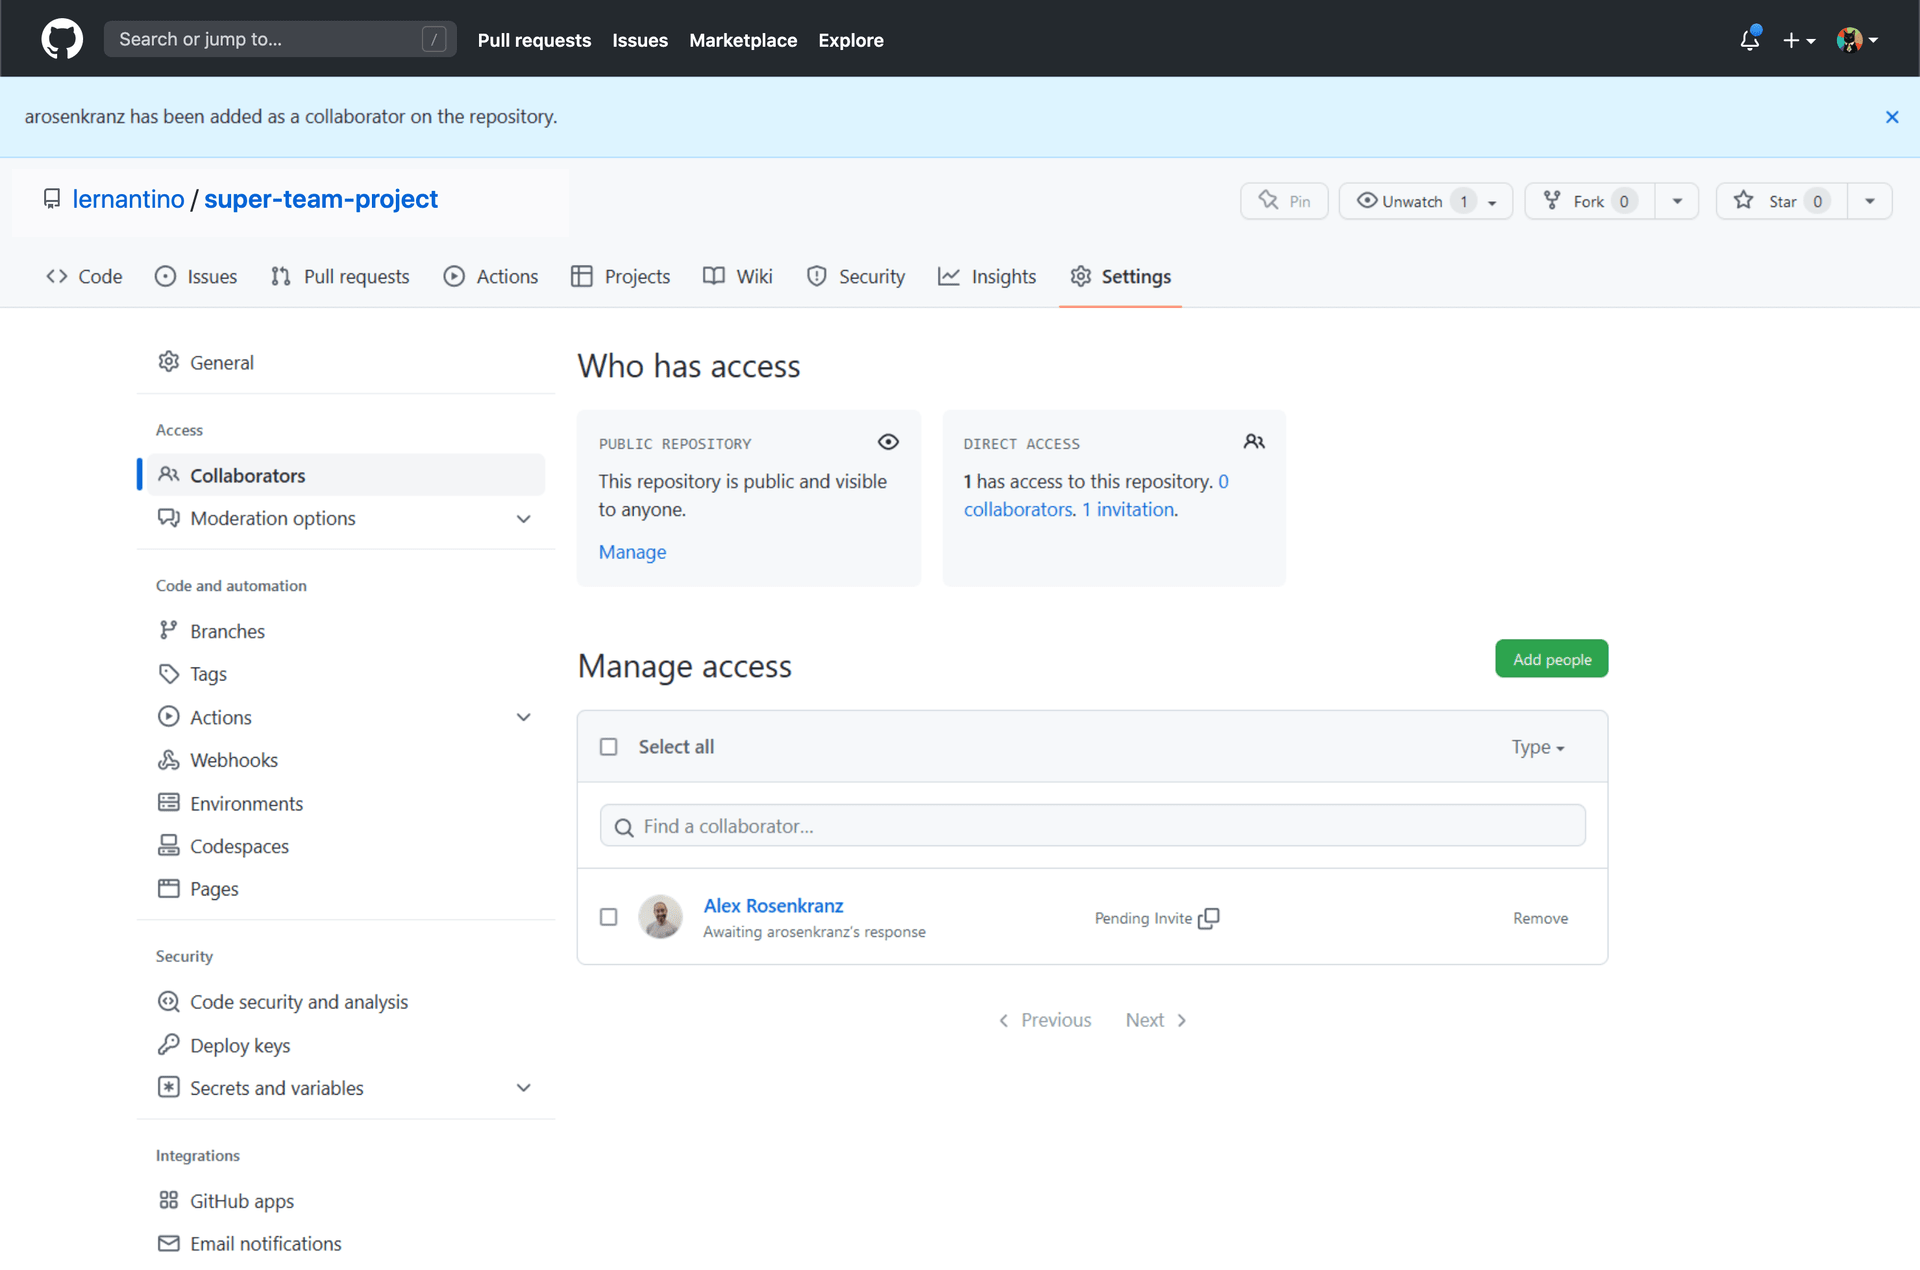 Search or jump to... /
Pull requests Issues Marketplace Explore
arosenkranz has been added as a collaborator on the repository.
lernantino / super-team-project
Pin Unwatch 1 Fork 0 Star 0
Code Issues Pull requests Actions Projects Wiki Security Insights Settings
General
Access
Collaborators
Moderation options
Code and automation
Branches
Tags
Actions
Webhooks
Environments
Codespaces
Pages
Security
Code security and analysis
Deploy keys
Secrets and variables
Integrations
GitHub apps
Email notifications
Who has access
PUBLIC REPOSITORY
This repository is public and visible
to anyone.
Manage
DIRECT ACCESS
1 has access to this repository. 0
collaborators. 1 invitation.
Manage access
Add people
Select all
Type
Find a collaborator...
Alex Rosenkranz
Awaiting arosenkranz's response
Pending Invite
Remove
Previous Next